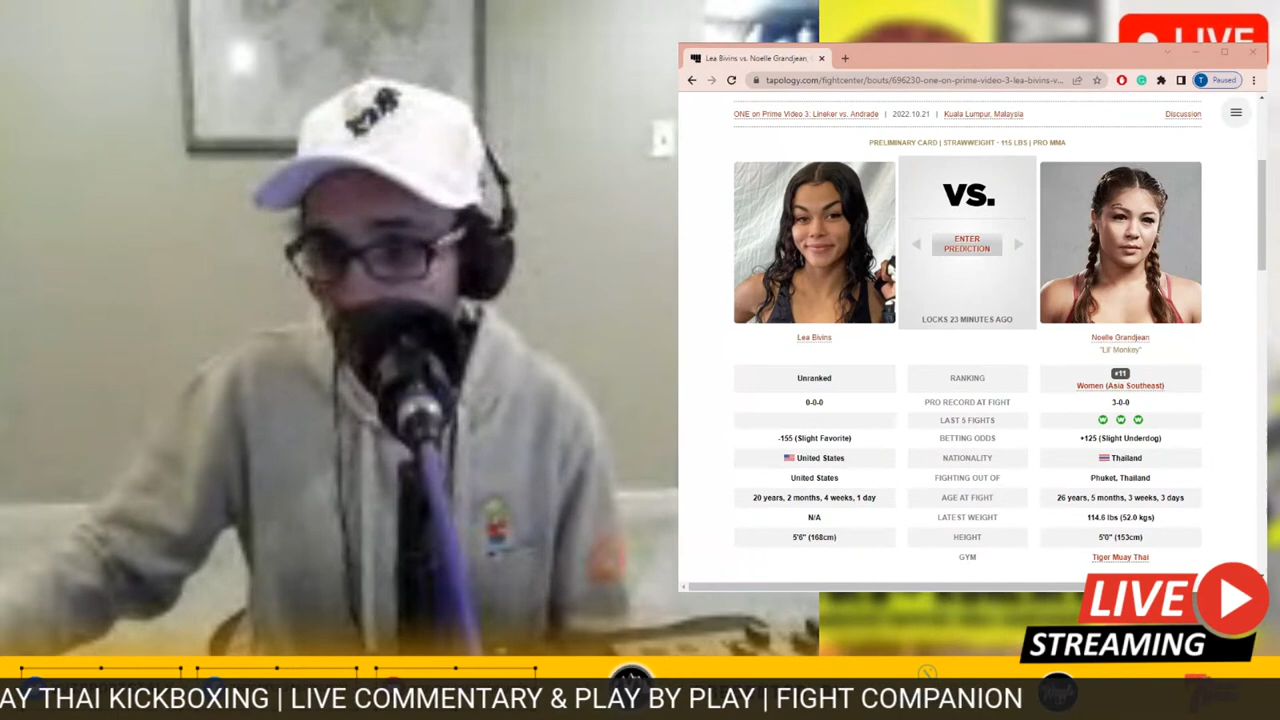 LIVE
Lea Bivins vs. Noelle Grandjean,
tapology.com/fightcenter/bouts/696230-one-on-prime-video-3-lea-bivins-v...
Paused
ONE on Prime Video 3: Lineker vs. Andrade | 2022.10.21 | Kuala Lumpur, Malaysia
Discussion
PRELIMINARY CARD | STRAWWEIGHT · 115 LBS | PRO MMA
VS.
ENTER
PREDICTION
LOCKS 23 MINUTES AGO
Lea Bivins
Noelle Grandjean
"Lil' Monkey"
Unranked RANKING #11
Women (Asia Southeast)
0-0-0 PRO RECORD AT FIGHT 3-0-0
LAST 5 FIGHTS W W W
-155 (Slight Favorite) BETTING ODDS +125 (Slight Underdog)
United States NATIONALITY Thailand
United States FIGHTING OUT OF Phuket, Thailand
20 years, 2 months, 4 weeks, 1 day AGE AT FIGHT 26 years, 5 months, 3 weeks, 3 days
N/A LATEST WEIGHT 114.6 lbs (52.0 kgs)
5'6" (168cm) HEIGHT 5'0" (153cm)
GYM Tiger Muay Thai
LIVE
STREAMING
AY THAI KICKBOXING | LIVE COMMENTARY & PLAY BY PLAY | FIGHT COMPANION